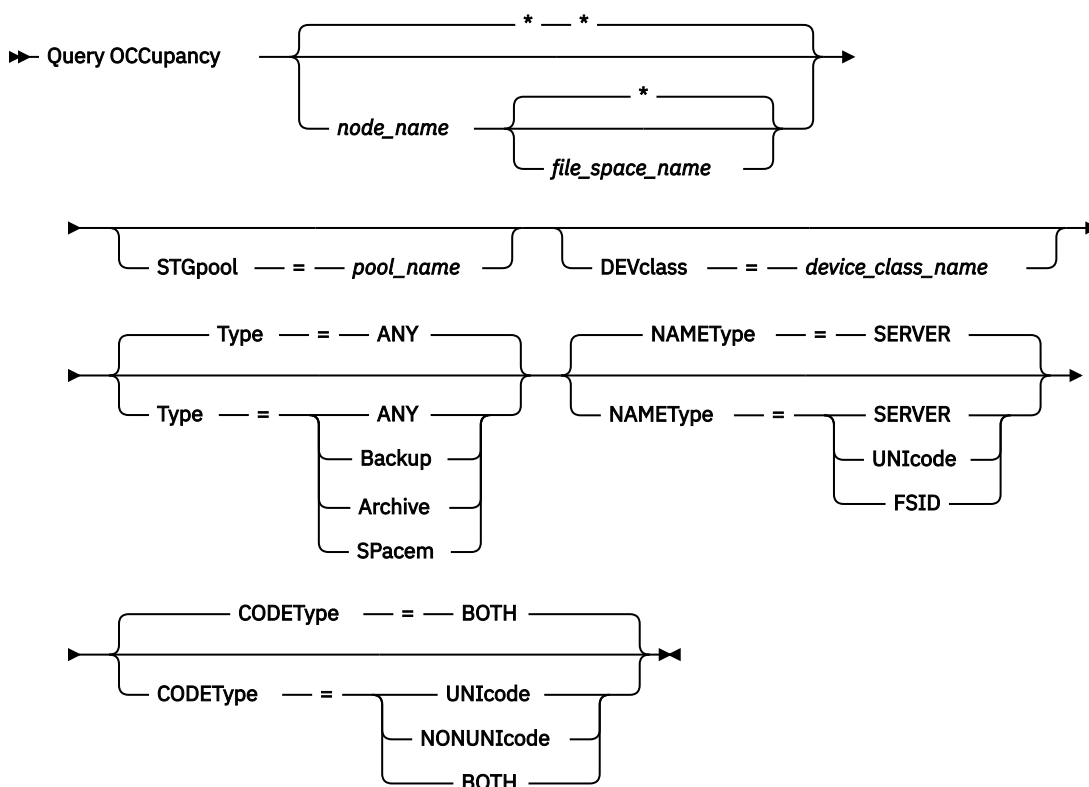 * *
Query OCCupancy
*
node_name
file_space_name
STGpool = pool_name DEVclass = device_class_name
Type = ANY NAMEType = SERVER
Type = ANY NAMEType = SERVER
Backup UNIcode
Archive FSID
SPacem
CODEType = BOTH
CODEType = UNIcode
NONUNIcode
BOTH